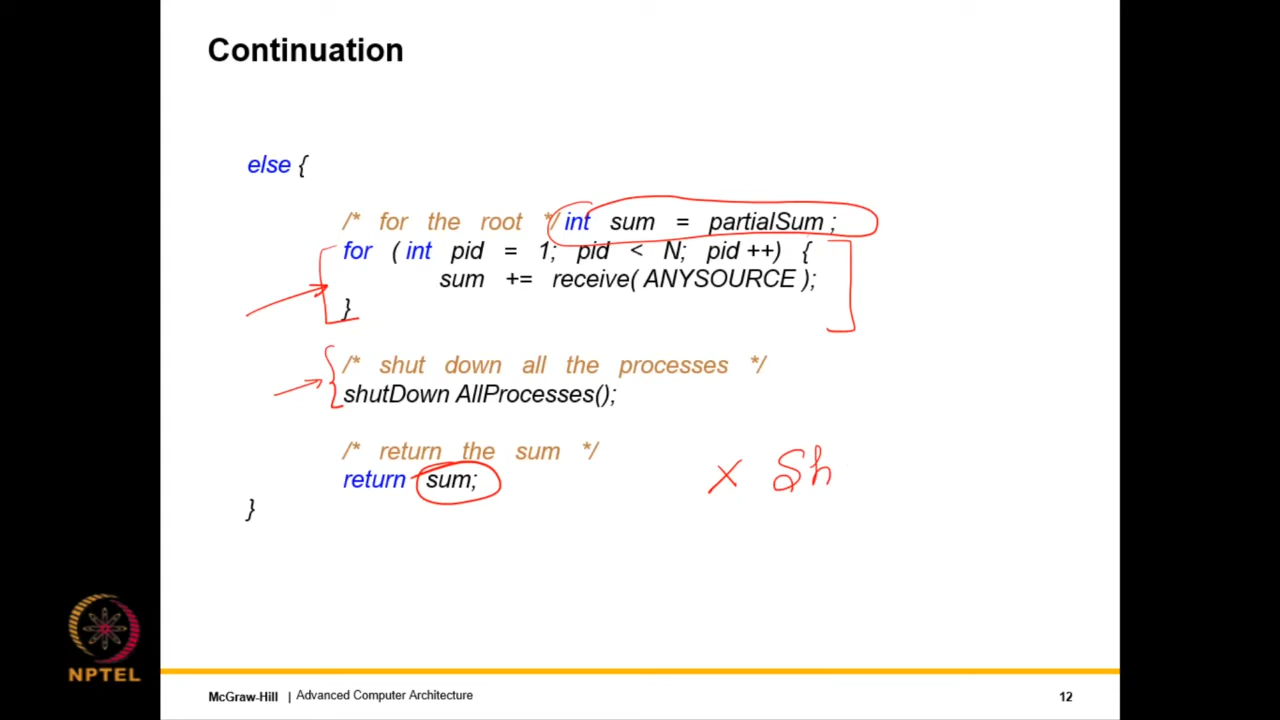 Continuation
else {
/* for the root */ int sum = partialSum ;
for ( int pid = 1; pid < N; pid ++) {
sum += receive( ANYSOURCE );
}
/* shut down all the processes */
shutDown AllProcesses();
/* return the sum */
return sum;
× Sh
}
NPTEL
McGraw-Hill | Advanced Computer Architecture
12